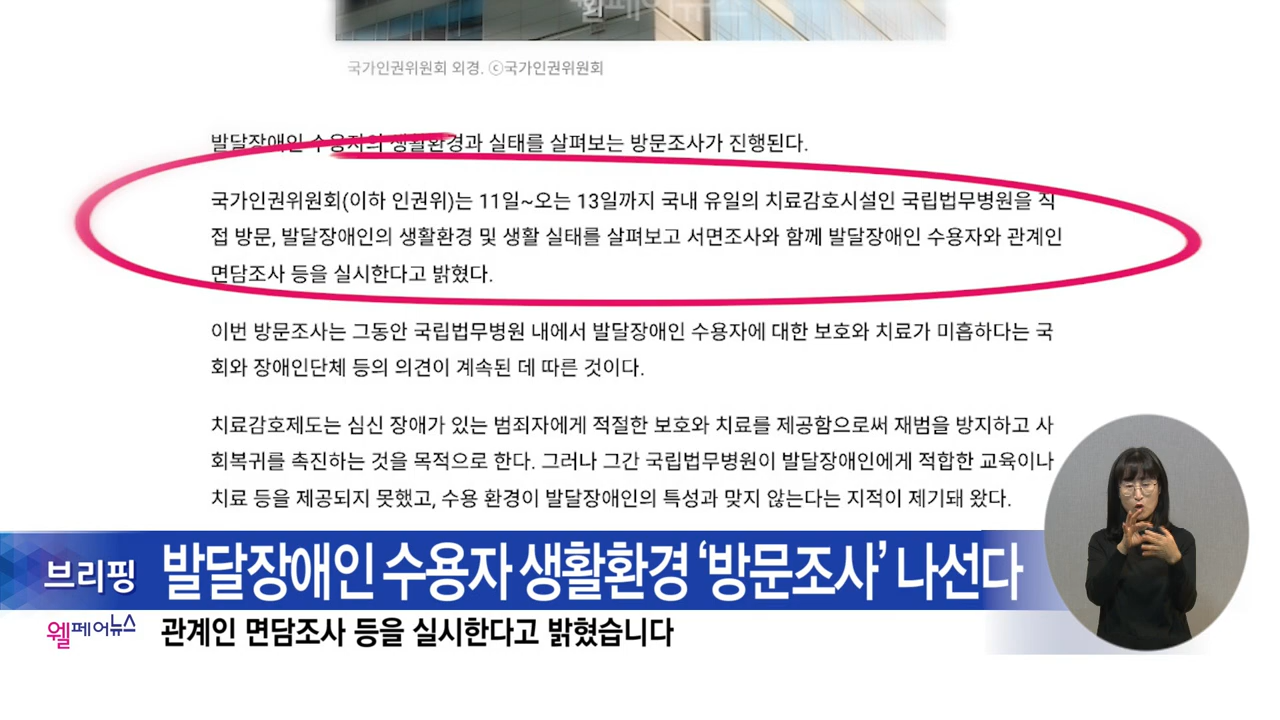 웰페어뉴스
국가인권위원회 외경. ⓒ국가인권위원회
발달장애인 수용자의 생활환경과 실태를 살펴보는 방문조사가 진행된다.
국가인권위원회(이하 인권위)는 11일~오는 13일까지 국내 유일의 치료감호시설인 국립법무병원을 직
접 방문, 발달장애인의 생활환경 및 생활 실태를 살펴보고 서면조사와 함께 발달장애인 수용자와 관계인
면담조사 등을 실시한다고 밝혔다.
이번 방문조사는 그동안 국립법무병원 내에서 발달장애인 수용자에 대한 보호와 치료가 미흡하다는 국
회와 장애인단체 등의 의견이 계속된 데 따른 것이다.
치료감호제도는 심신 장애가 있는 범죄자에게 적절한 보호와 치료를 제공함으로써 재범을 방지하고 사
회복귀를 촉진하는 것을 목적으로 한다. 그러나 그간 국립법무병원이 발달장애인에게 적합한 교육이나
치료 등을 제공되지 못했고, 수용 환경이 발달장애인의 특성과 맞지 않는다는 지적이 제기돼 왔다.
브리핑 발달장애인 수용자 생활환경 ‘방문조사’ 나선다
웰페어뉴스 관계인 면담조사 등을 실시한다고 밝혔습니다